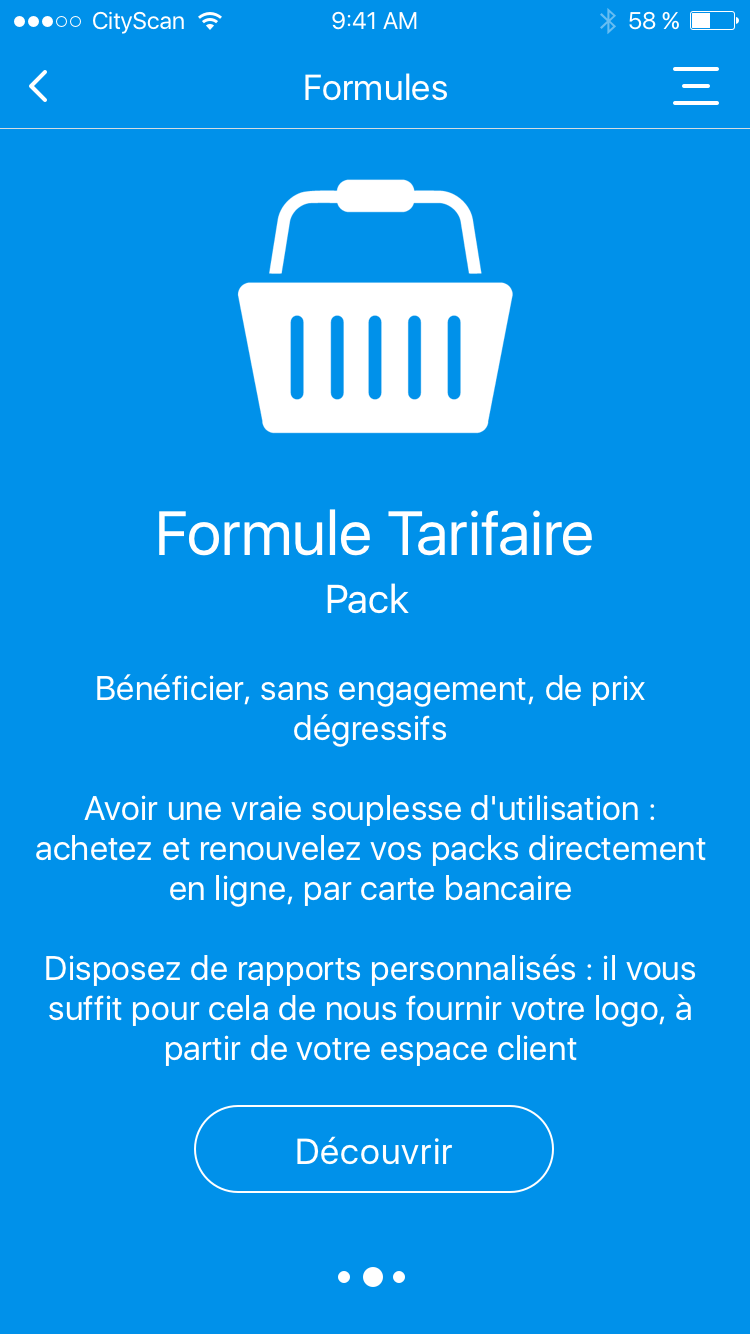 CityScan 9:41 AM 58 %
Formules
Formule Tarifaire
Pack
Bénéficier, sans engagement, de prix
dégressifs
Avoir une vraie souplesse d'utilisation :
achetez et renouvelez vos packs directement
en ligne, par carte bancaire
Disposez de rapports personnalisés : il vous
suffit pour cela de nous fournir votre logo, à
partir de votre espace client
Découvrir